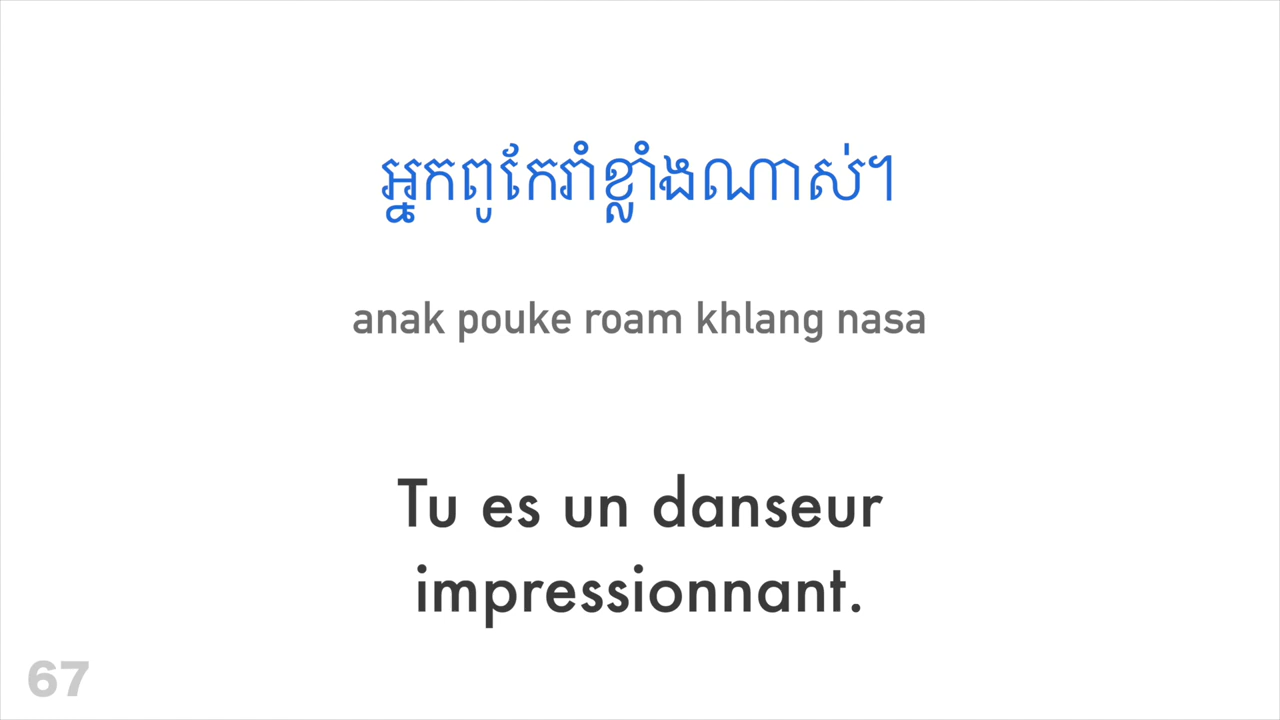 អ្នកពូកែរាំខ្លាំងណាស់។
anak pouke roam khlang nasa
Tu es un danseur
impressionnant.
67